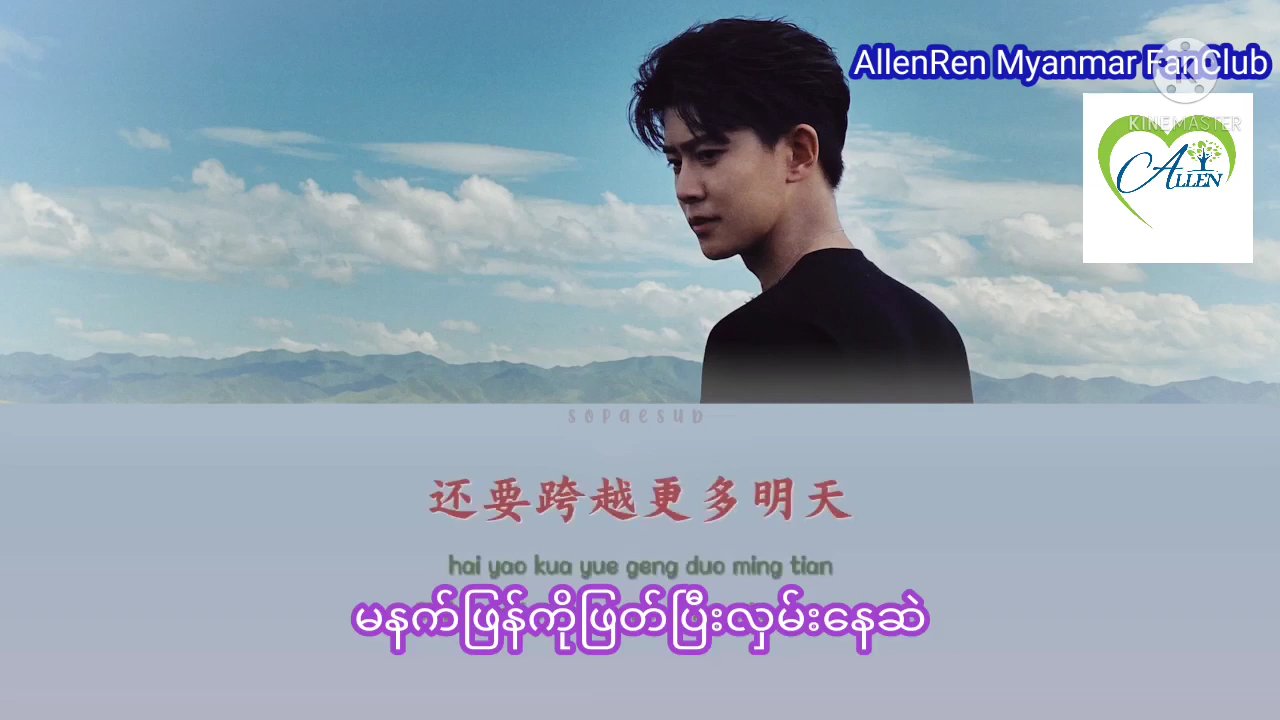 AllenRen Myanmar FanClub
K
KINEMASTER
ALLEN
sopaesub
还要跨越更多明天
hai yao kua yue geng duo ming tian
မနက်ဖြန်ကိုဖြတ်ပြီးလှမ်းနေဆဲ